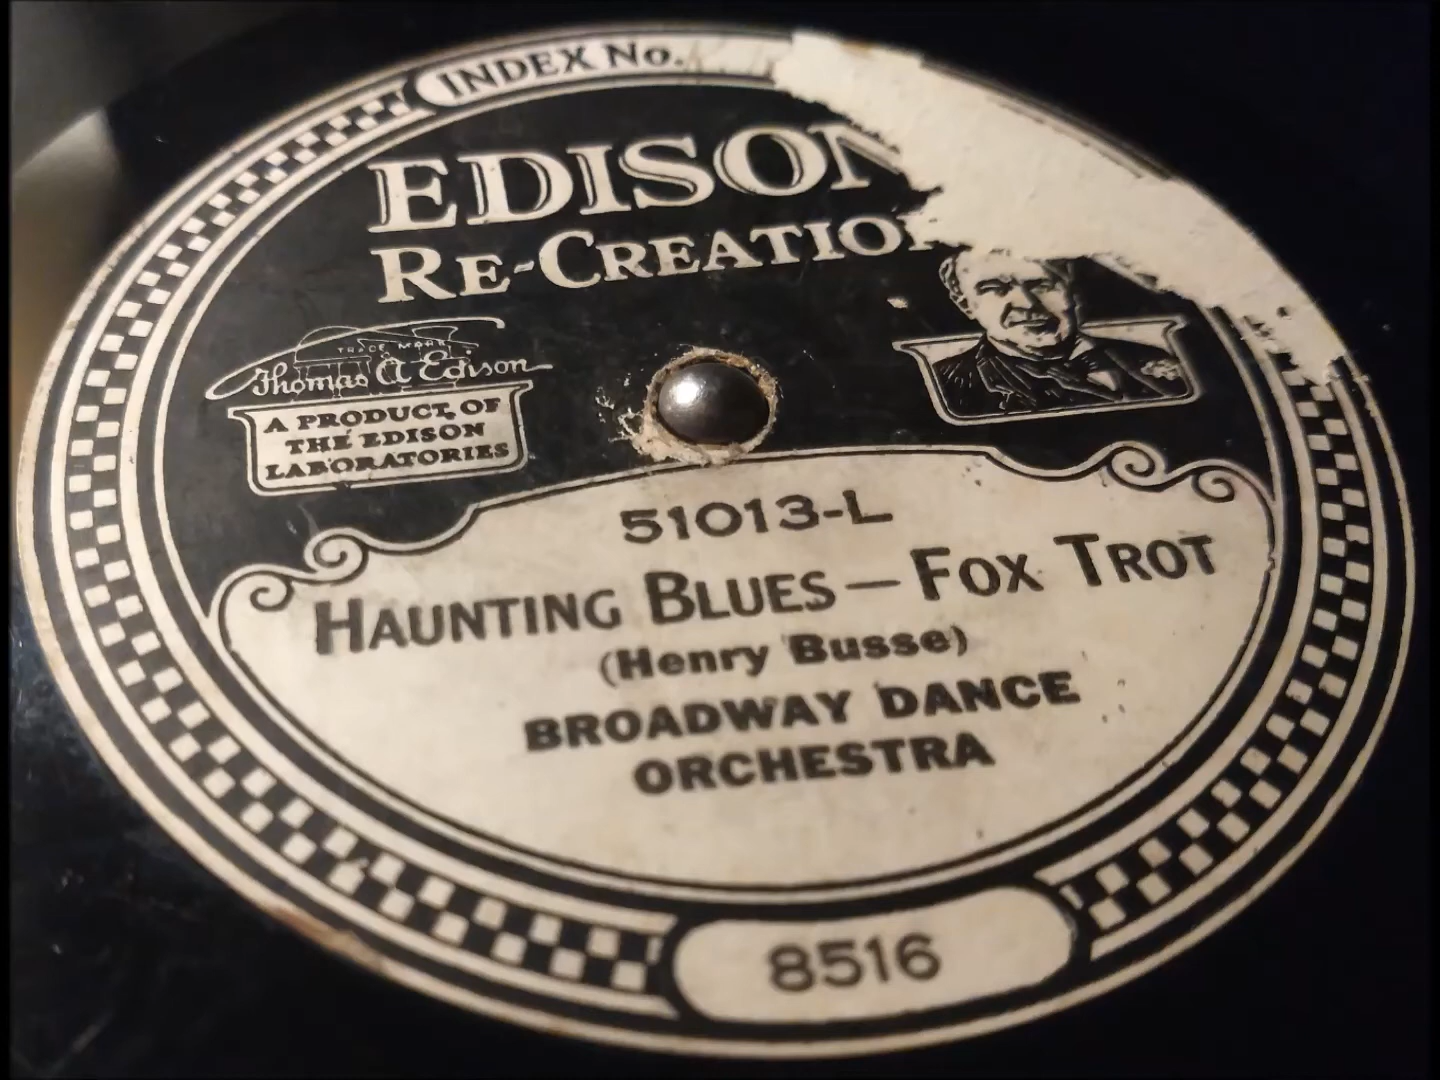 INDEX No.
EDISON
RE-CREATION
TRADE MARK
Thomas A Edison
A PRODUCT OF
THE EDISON
LABORATORIES
51013-L
HAUNTING BLUES — FOX TROT
(Henry Busse)
BROADWAY DANCE
ORCHESTRA
8516